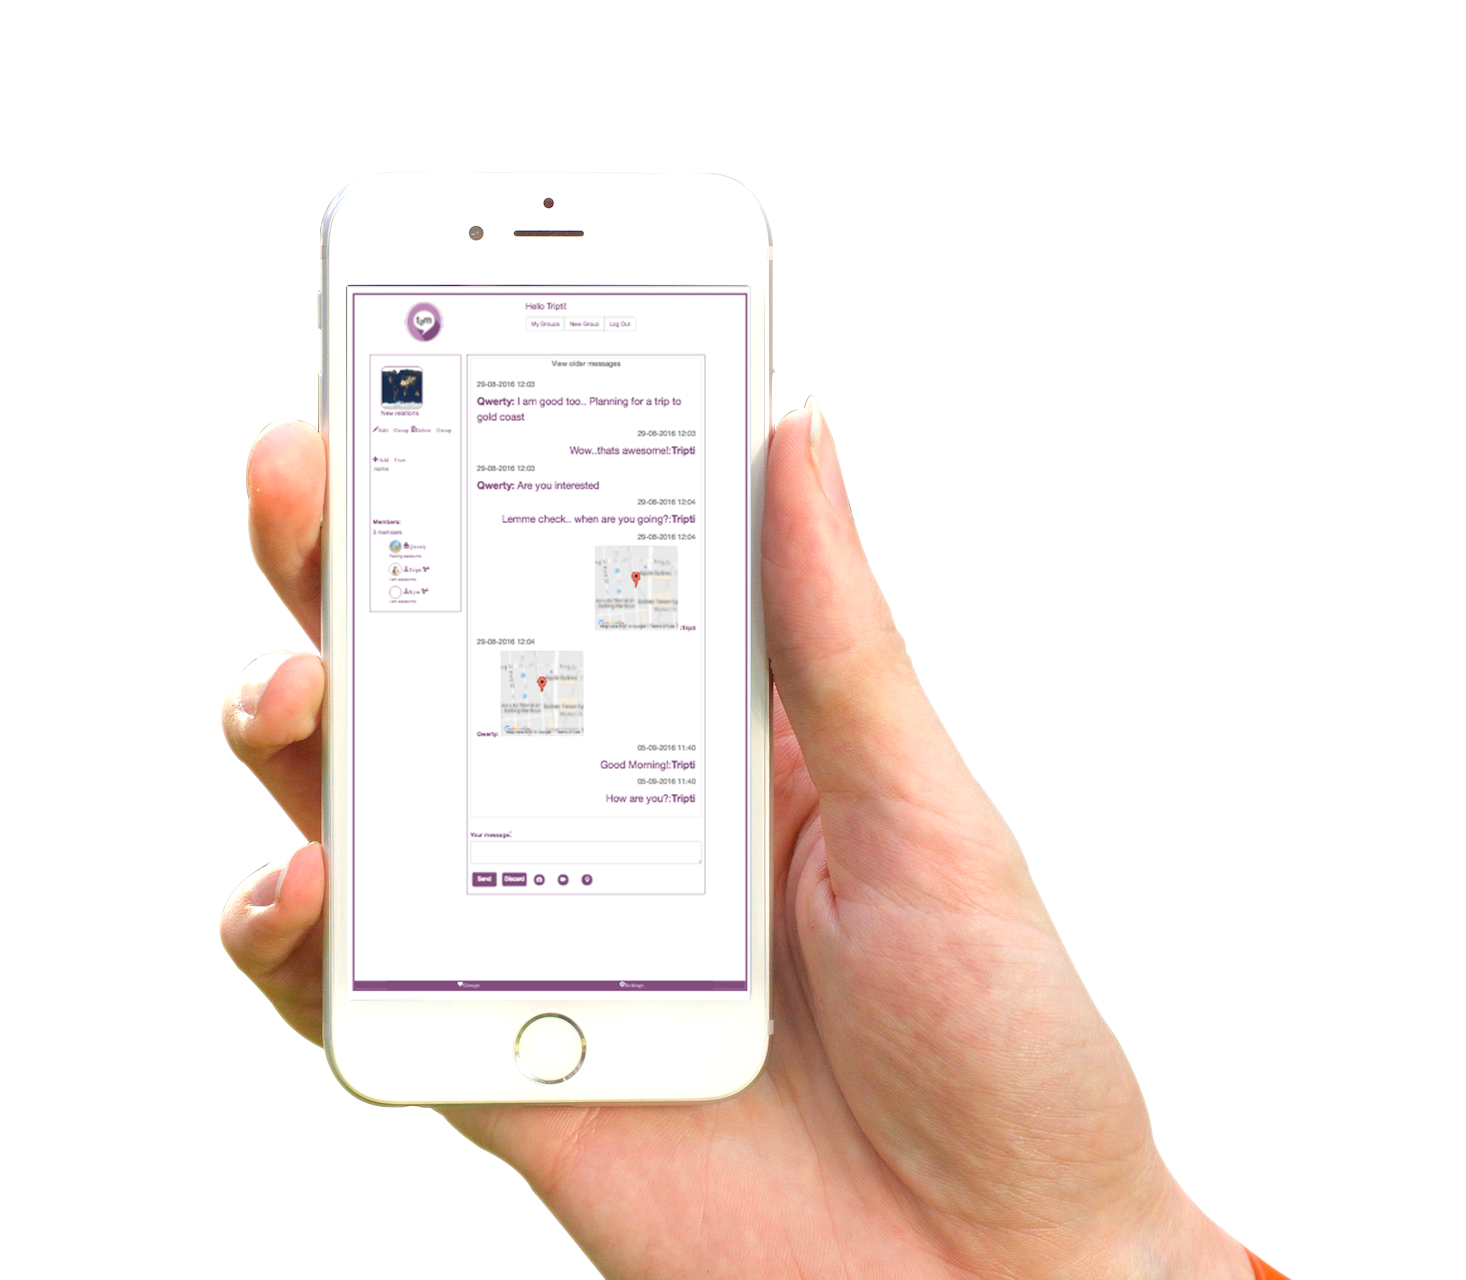 Hello Tripti!
My Groups New Group Log Out
New relations
Edit Group Delete Group
Add User
name
Members:
3 members
Qwerty
Feeling awesome
Tripti
I am awesome
I am awesome
View older messages
29-08-2016 12:03
Qwerty: I am good too.. Planning for a trip to
gold coast
29-08-2016 12:03
Wow..thats awesome!:Tripti
29-08-2016 12:03
Qwerty: Are you interested
29-08-2016 12:04
Lemme check.. when are you going?:Tripti
29-08-2016 12:04
Google
:Tripti
29-08-2016 12:04
Google
Qwerty:
05-09-2016 11:40
Good Morning!:Tripti
05-09-2016 11:40
How are you?:Tripti
Your message:
Send Discard